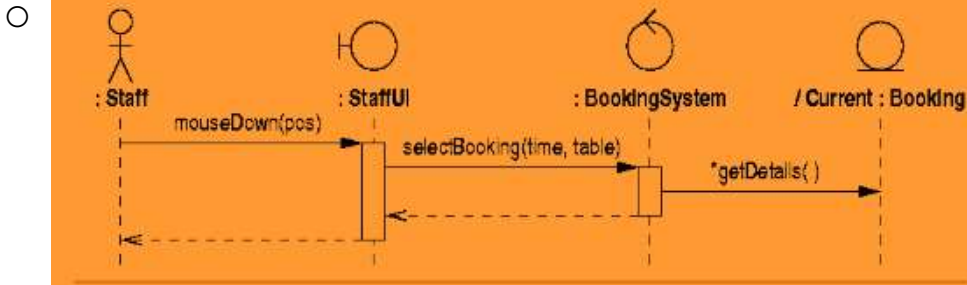 : Staff
: StaffUI
: BookingSystem
/ Current : Booking
mouseDown(pos)
selectBooking(time, table)
*getDetails( )